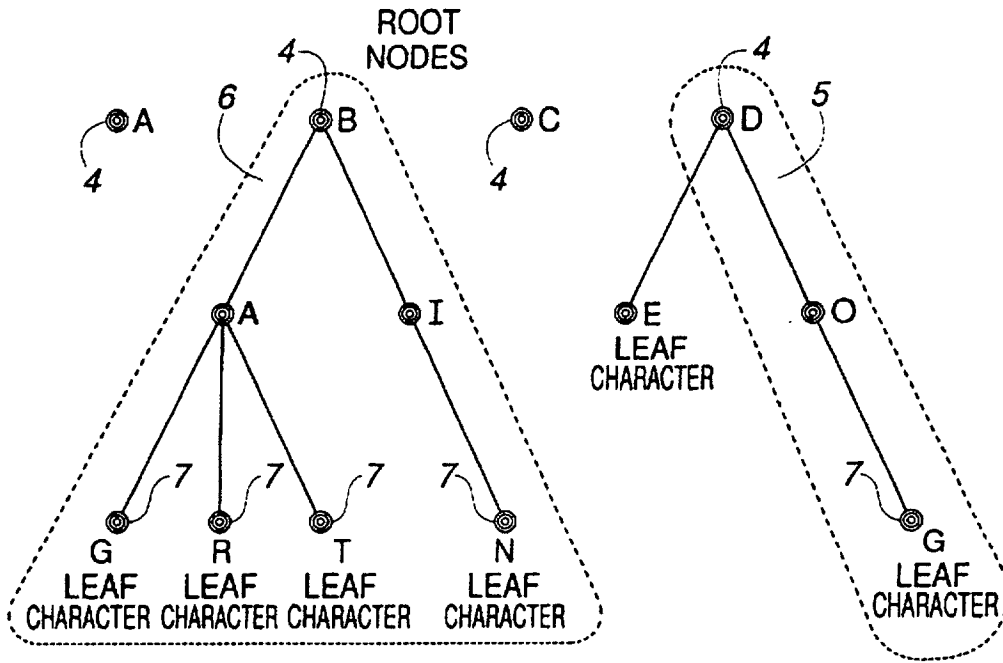 ROOT
NODES
4
4
6
5
A
B
C
D
4
4
A
I
E
O
LEAF
CHARACTER
7
7
7
7
7
G
R
T
N
G
LEAF
LEAF
LEAF
LEAF
LEAF
CHARACTER
CHARACTER
CHARACTER
CHARACTER
CHARACTER